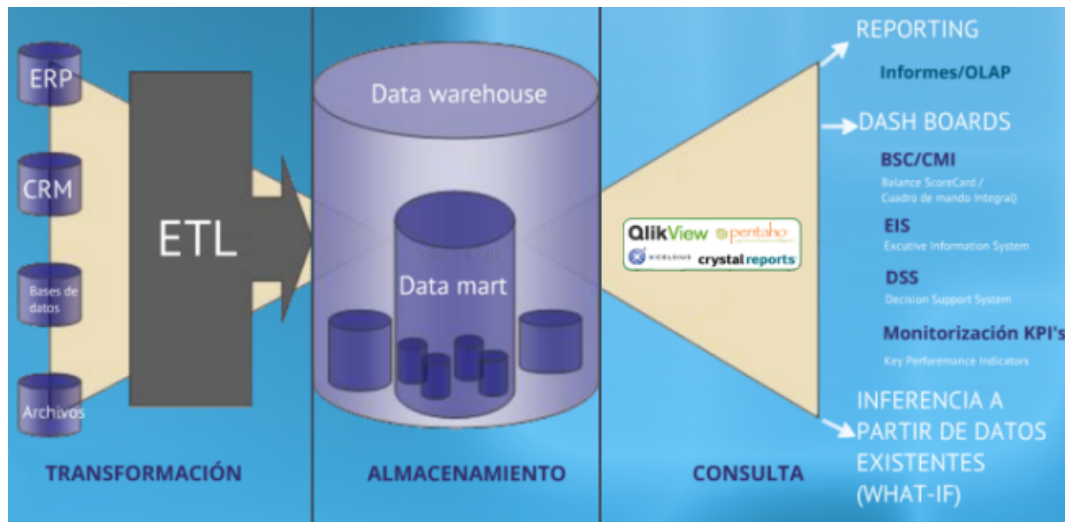 ERP
CRM
Bases de
datos
Archivos
ETL
TRANSFORMACIÓN
Data warehouse
Data mart
ALMACENAMIENTO
QlikView
pentaho
XCELSIUS
crystal reports
CONSULTA
REPORTING
Informes/OLAP
DASH BOARDS
BSC/CMI
Balance ScoreCard /
Cuadro de mando integral)
EIS
Excutive Information System
DSS
Decision Support System
Monitorización KPI's
Key Performance Indicators
INFERENCIA A
PARTIR DE DATOS
EXISTENTES
(WHAT-IF)